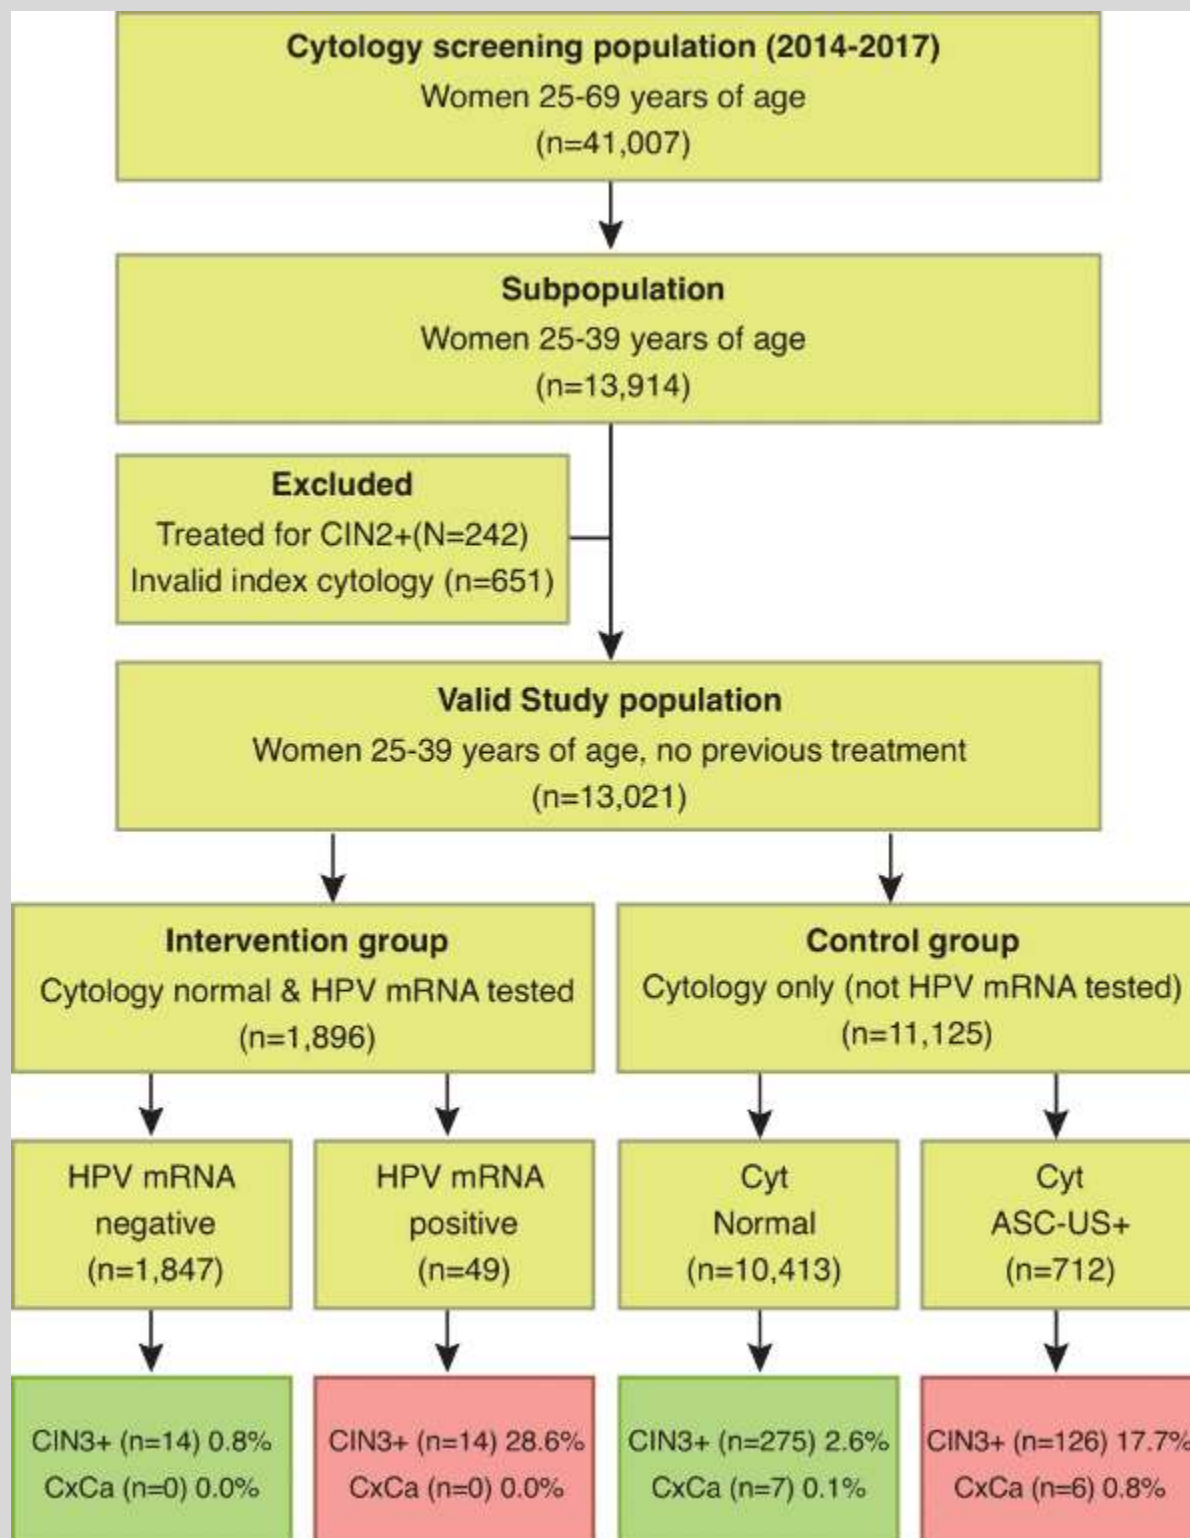 Cytology screening population (2014-2017)
Women 25-69 years of age
(n=41,007)
Subpopulation
Women 25-39 years of age
(n=13,914)
Excluded
Treated for CIN2+(N=242)
Invalid index cytology (n=651)
Valid Study population
Women 25-39 years of age, no previous treatment
(n=13,021)
Intervention group
Cytology normal & HPV mRNA tested
(n=1,896)
Control group
Cytology only (not HPV mRNA tested)
(n=11,125)
HPV mRNA
negative
(n=1,847)
HPV mRNA
positive
(n=49)
Cyt
Normal
(n=10,413)
Cyt
ASC-US+
(n=712)
CIN3+ (n=14) 0.8%
CxCa (n=0) 0.0%
CIN3+ (n=14) 28.6%
CxCa (n=0) 0.0%
CIN3+ (n=275) 2.6%
CxCa (n=7) 0.1%
CIN3+ (n=126) 17.7%
CxCa (n=6) 0.8%